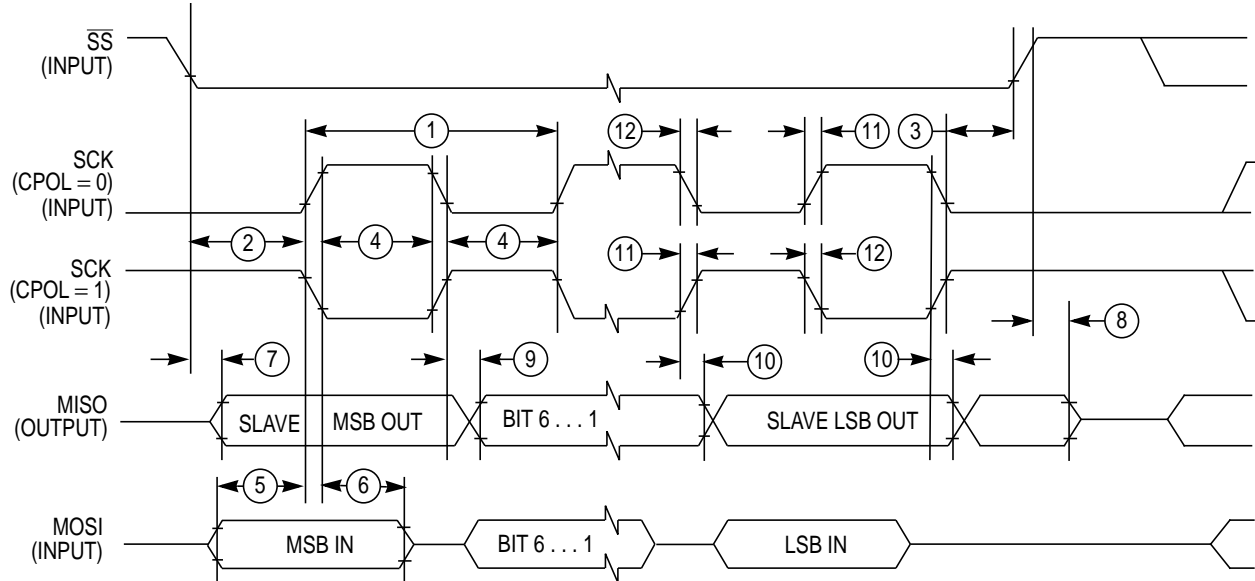 SS
(INPUT)
1
12
11
3
SCK
(CPOL = 0)
(INPUT)
2
4
4
11
12
SCK
(CPOL = 1)
(INPUT)
8
7
9
10
10
MISO
(OUTPUT)
SLAVE
MSB OUT
BIT 6 . . . 1
SLAVE LSB OUT
5
6
MOSI
(INPUT)
MSB IN
BIT 6 . . . 1
LSB IN